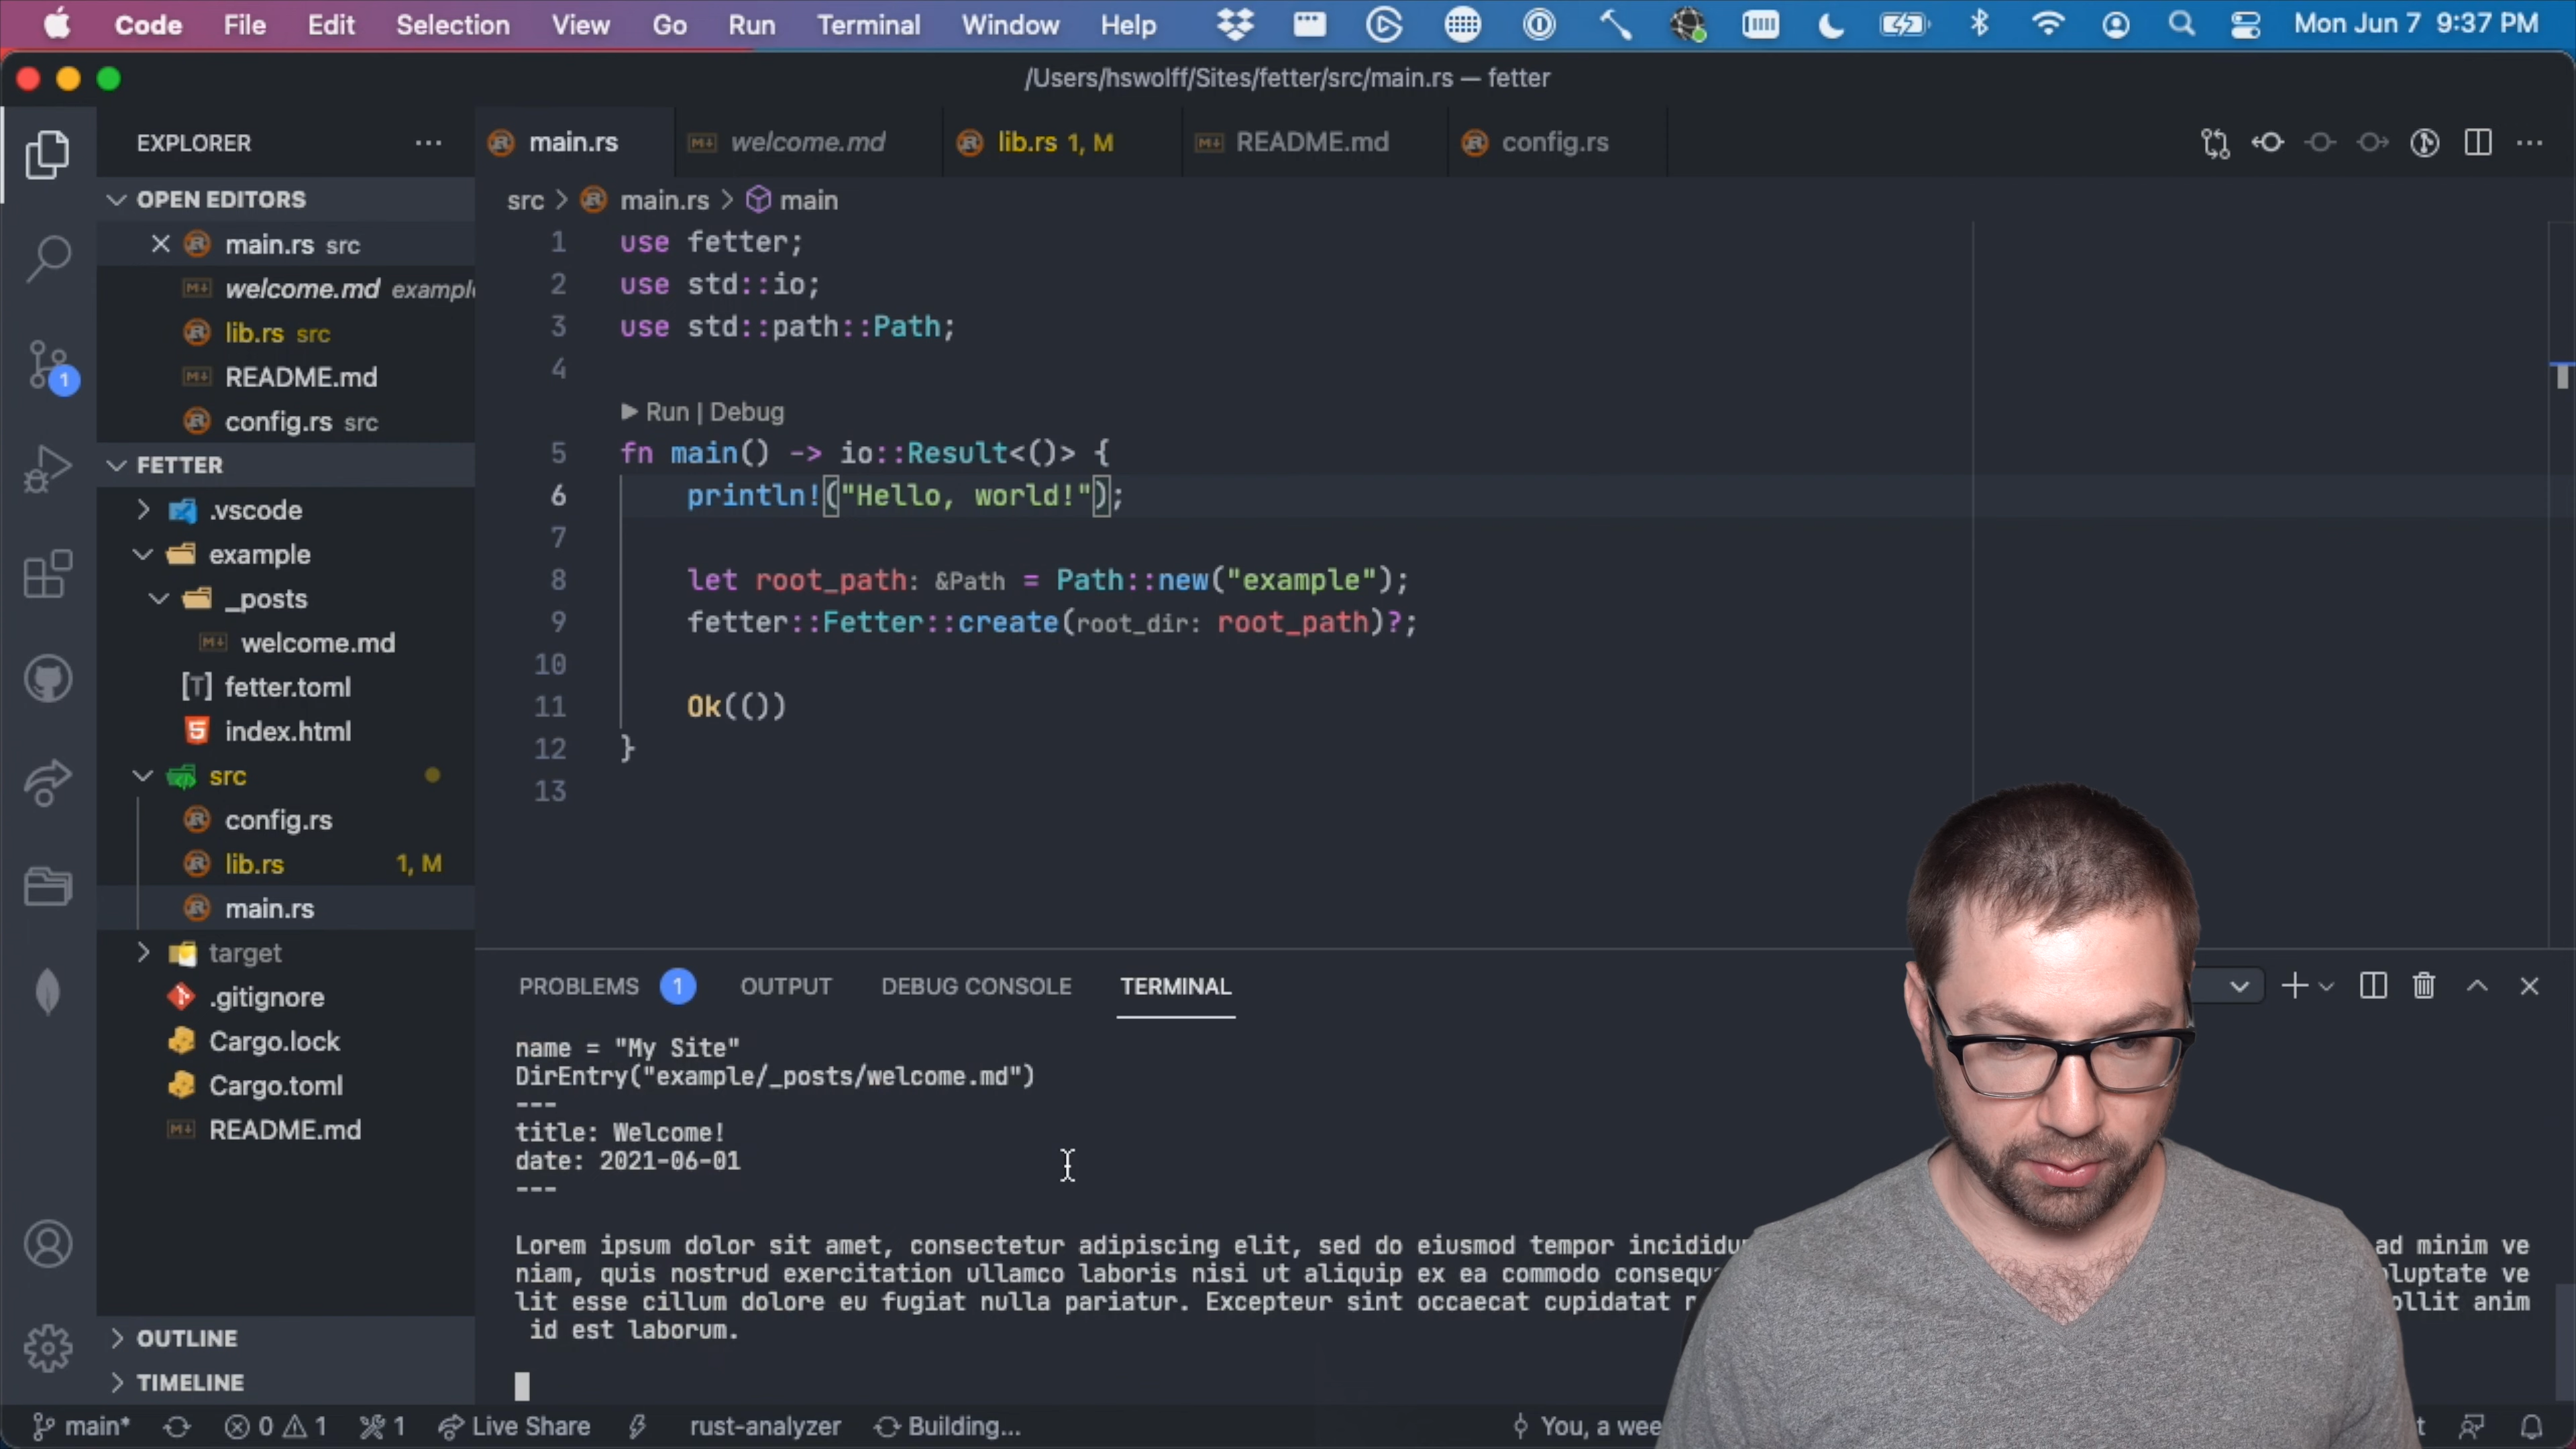 Code File Edit Selection View Go Run Terminal Window Help Mon Jun 7 9:37 PM
/Users/hswolff/Sites/fetter/src/main.rs — fetter
EXPLORER
main.rs welcome.md lib.rs 1, M README.md config.rs
OPEN EDITORS
main.rs src
welcome.md
lib.rs src
README.md
config.rs src
FETTER
.vscode
example
_posts
welcome.md
fetter.toml
index.html
src
config.rs
lib.rs 1, M
main.rs
target
.gitignore
Cargo.lock
Cargo.toml
README.md
OUTLINE
TIMELINE
src > main.rs > main
1 use fetter;
2 use std::io;
3 use std::path::Path;
4
Run | Debug
5 fn main() -> io::Result<()> {
6 println!("Hello, world!");
7
8 let root_path: &Path = Path::new("example");
9 fetter::Fetter::create(root_dir: root_path)?;
10
11 Ok(())
12 }
13
PROBLEMS 1 OUTPUT DEBUG CONSOLE TERMINAL
name = "My Site"
DirEntry("example/_posts/welcome.md")
---
title: Welcome!
date: 2021-06-01
---
Lorem ipsum dolor sit amet, consectetur adipiscing elit, sed do eiusmod tempor ad minim ve
niam, quis nostrud exercitation ullamco laboris nisi ut aliquip ex ea commodo ve
lit esse cillum dolore eu fugiat nulla pariatur. Excepteur sint occaecat cupidatat anim
id est laborum.
main* 0 1 1 Live Share rust-analyzer Building... You, a
1